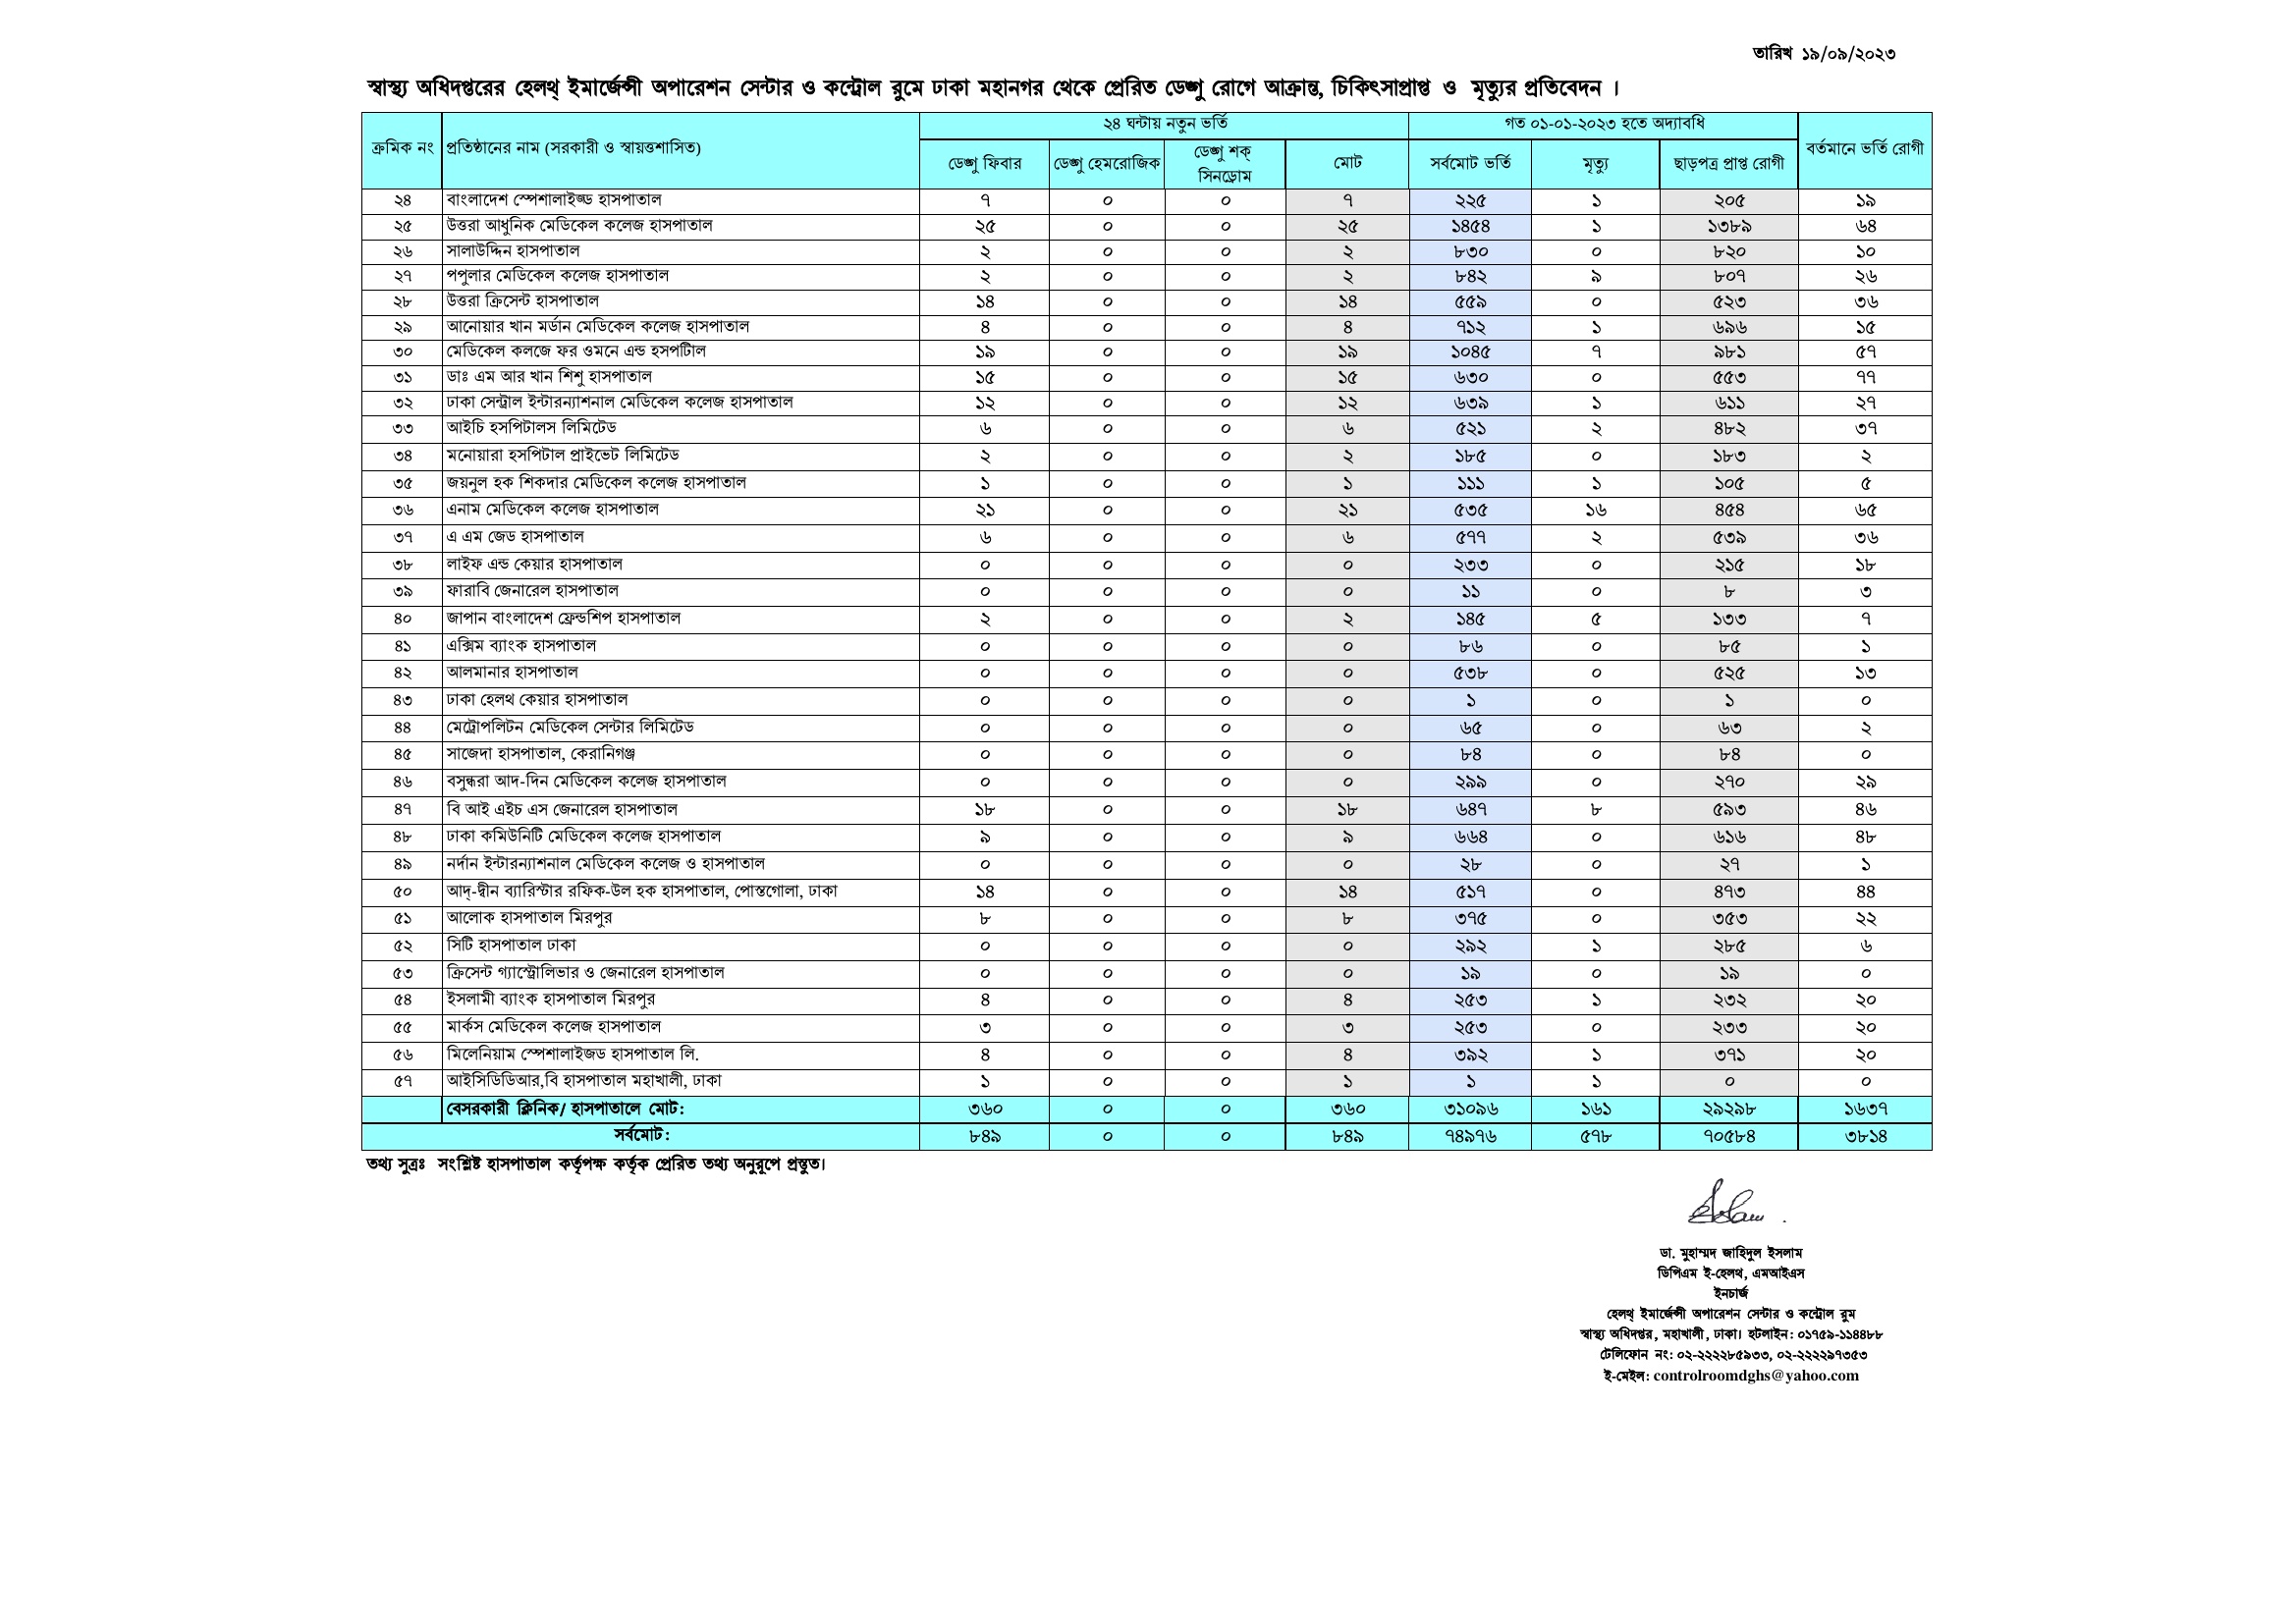 তারিখ ১৯/০৯/২০২৩
স্বাস্থ্য অধিদপ্তরের হেলথ্ ইমার্জেন্সী অপারেশন সেন্টার ও কন্ট্রোল রুমে ঢাকা মহানগর থেকে প্রেরিত ডেঙ্গু রোগে আক্রান্ত, চিকিৎসাপ্রাপ্ত ও মৃত্যুর প্রতিবেদন ।
ক্রমিক নং প্রতিষ্ঠানের নাম (সরকারী ও স্বায়ত্তশাসিত) ২৪ ঘন্টায় নতুন ভর্তি গত ০১-০১-২০২৩ হতে অদ্যাবধি বর্তমানে ভর্তি রোগী
ডেঙ্গু ফিবার ডেঙ্গু হেমরোজিক ডেঙ্গু শক্ সিনড্রোম মোট সর্বমোট ভর্তি মৃত্যু ছাড়পত্র প্রাপ্ত রোগী
২৪ বাংলাদেশ স্পেশালাইজ্ড হাসপাতাল ৭ ০ ০ ৭ ২২৫ ১ ২০৫ ১৯
২৫ উত্তরা আধুনিক মেডিকেল কলেজ হাসপাতাল ২৫ ০ ০ ২৫ ১৪৫৪ ১ ১৩৮৯ ৬৪
২৬ সালাউদ্দিন হাসপাতাল ২ ০ ০ ২ ৮৩০ ০ ৮২০ ১০
২৭ পপুলার মেডিকেল কলেজ হাসপাতাল ২ ০ ০ ২ ৮৪২ ৯ ৮০৭ ২৬
২৮ উত্তরা ক্রিসেন্ট হাসপাতাল ১৪ ০ ০ ১৪ ৫৫৯ ০ ৫২৩ ৩৬
২৯ আনোয়ার খান মর্ডান মেডিকেল কলেজ হাসপাতাল ৪ ০ ০ ৪ ৭১২ ১ ৬৯৬ ১৫
৩০ মেডিকেল কলজে ফর ওমনে এন্ড হসপটিাল ১৯ ০ ০ ১৯ ১০৪৫ ৭ ৯৮১ ৫৭
৩১ ডাঃ এম আর খান শিশু হাসপাতাল ১৫ ০ ০ ১৫ ৬৩০ ০ ৫৫৩ ৭৭
৩২ ঢাকা সেন্ট্রাল ইন্টারন্যাশনাল মেডিকেল কলেজ হাসপাতাল ১২ ০ ০ ১২ ৬৩৯ ১ ৬১১ ২৭
৩৩ আইচি হসপিটালস লিমিটেড ৬ ০ ০ ৬ ৫২১ ২ ৪৮২ ৩৭
৩৪ মনোয়ারা হসপিটাল প্রাইভেট লিমিটেড ২ ০ ০ ২ ১৮৫ ০ ১৮৩ ২
৩৫ জয়নুল হক শিকদার মেডিকেল কলেজ হাসপাতাল ১ ০ ০ ১ ১১১ ১ ১০৫ ৫
৩৬ এনাম মেডিকেল কলেজ হাসপাতাল ২১ ০ ০ ২১ ৫৩৫ ১৬ ৪৫৪ ৬৫
৩৭ এ এম জেড হাসপাতাল ৬ ০ ০ ৬ ৫৭৭ ২ ৫৩৯ ৩৬
৩৮ লাইফ এন্ড কেয়ার হাসপাতাল ০ ০ ০ ০ ২৩৩ ০ ২১৫ ১৮
৩৯ ফারাবি জেনারেল হাসপাতাল ০ ০ ০ ০ ১১ ০ ৮ ৩
৪০ জাপান বাংলাদেশ ফ্রেন্ডশিপ হাসপাতাল ২ ০ ০ ২ ১৪৫ ৫ ১৩৩ ৭
৪১ এক্সিম ব্যাংক হাসপাতাল ০ ০ ০ ০ ৮৬ ০ ৮৫ ১
৪২ আলমানার হাসপাতাল ০ ০ ০ ০ ৫৩৮ ০ ৫২৫ ১৩
৪৩ ঢাকা হেলথ কেয়ার হাসপাতাল ০ ০ ০ ০ ১ ০ ১ ০
৪৪ মেট্রোপলিটন মেডিকেল সেন্টার লিমিটেড ০ ০ ০ ০ ৬৫ ০ ৬৩ ২
৪৫ সাজেদা হাসপাতাল, কেরানিগঞ্জ ০ ০ ০ ০ ৮৪ ০ ৮৪ ০
৪৬ বসুন্ধরা আদ-দিন মেডিকেল কলেজ হাসপাতাল ০ ০ ০ ০ ২৯৯ ০ ২৭০ ২৯
৪৭ বি আই এইচ এস জেনারেল হাসপাতাল ১৮ ০ ০ ১৮ ৬৪৭ ৮ ৫৯৩ ৪৬
৪৮ ঢাকা কমিউনিটি মেডিকেল কলেজ হাসপাতাল ৯ ০ ০ ৯ ৬৬৪ ০ ৬১৬ ৪৮
৪৯ নর্দান ইন্টারন্যাশনাল মেডিকেল কলেজ ও হাসপাতাল ০ ০ ০ ০ ২৮ ০ ২৭ ১
৫০ আদ্-দ্বীন ব্যারিস্টার রফিক-উল হক হাসপাতাল, পোস্তগোলা, ঢাকা ১৪ ০ ০ ১৪ ৫১৭ ০ ৪৭৩ ৪৪
৫১ আলোক হাসপাতাল মিরপুর ৮ ০ ০ ৮ ৩৭৫ ০ ৩৫৩ ২২
৫২ সিটি হাসপাতাল ঢাকা ০ ০ ০ ০ ২৯২ ১ ২৮৫ ৬
৫৩ ক্রিসেন্ট গ্যাস্ট্রোলিভার ও জেনারেল হাসপাতাল ০ ০ ০ ০ ১৯ ০ ১৯ ০
৫৪ ইসলামী ব্যাংক হাসপাতাল মিরপুর ৪ ০ ০ ৪ ২৫৩ ১ ২৩২ ২০
৫৫ মার্কস মেডিকেল কলেজ হাসপাতাল ৩ ০ ০ ৩ ২৫৩ ০ ২৩৩ ২০
৫৬ মিলেনিয়াম স্পেশালাইজড হাসপাতাল লি. ৪ ০ ০ ৪ ৩৯২ ১ ৩৭১ ২০
৫৭ আইসিডিডিআর,বি হাসপাতাল মহাখালী, ঢাকা ১ ০ ০ ১ ১ ১ ০ ০
বেসরকারী ক্লিনিক/ হাসপাতালে মোট: ৩৬০ ০ ০ ৩৬০ ৩১০৯৬ ১৬১ ২৯২৯৮ ১৬৩৭
সর্বমোট: ৮৪৯ ০ ০ ৮৪৯ ৭৪৯৭৬ ৫৭৮ ৭০৫৮৪ ৩৮১৪
তথ্য সুত্রঃ সংশ্লিষ্ট হাসপাতাল কর্তৃপক্ষ কর্তৃক প্রেরিত তথ্য অনুরূপে প্রস্তুত।
ডা. মুহাম্মদ জাহিদুল ইসলাম
ডিপিএম ই-হেলথ, এমআইএস
ইনচার্জ
হেলথ্ ইমার্জেন্সী অপারেশন সেন্টার ও কন্ট্রোল রুম
স্বাস্থ্য অধিদপ্তর, মহাখালী, ঢাকা। হটলাইন: ০১৭৫৯-১১৪৪৮৮
টেলিফোন নং: ০২-২২২২৮৫৯৩৩, ০২-২২২২৯৭৩৫৩
ই-মেইল: controlroomdghs@yahoo.com